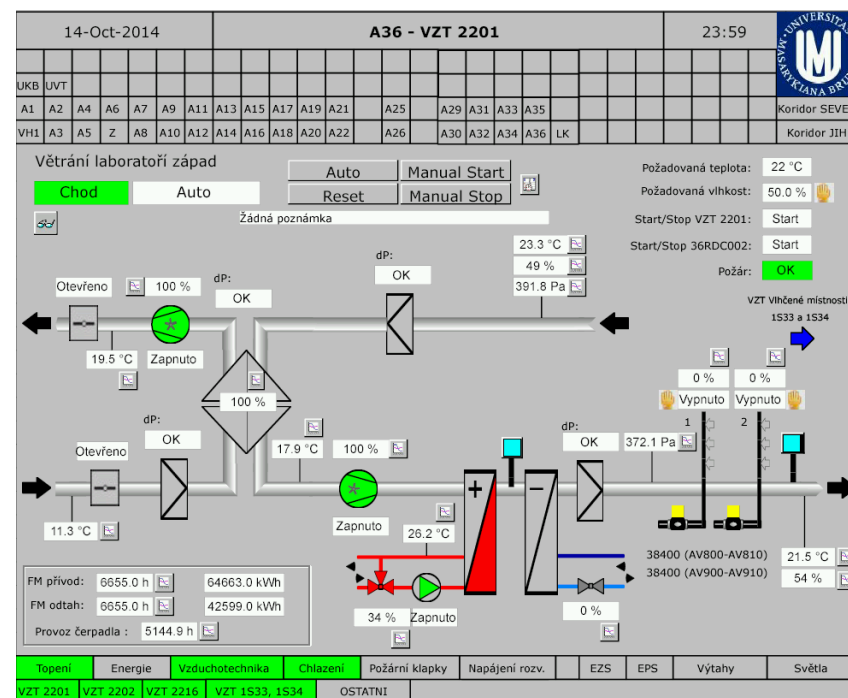 14-Oct-2014 A36 - VZT 2201 23:59
UKB UVT
A1 A2 A4 A6 A7 A9 A11 A13 A15 A17 A19 A21 A25 A29 A31 A33 A35 Koridor SEVE
VH1 A3 A5 Z A8 A10 A12 A14 A16 A18 A20 A22 A26 A30 A32 A34 A36 LK Koridor JIH
Větrání laboratoří západ
Auto Manual Start
Požadovaná teplota: 22 °C
Chod Auto
Reset Manual Stop
Požadovaná vlhkost: 50.0 %
Žádná poznámka
Start/Stop VZT 2201: Start
23.3 °C
Start/Stop 36RDC002: Start
dP:
49 %
OK
Požár: OK
391.8 Pa
Otevřeno 100 %
dP:
OK
VZT Vlhčené místnosti
1S33 a 1S34
19.5 °C Zapnuto
0 % 0 %
100 %
Vypnuto Vypnuto
dP:
OK
1 2
dP:
OK 372.1 Pa
Otevřeno
17.9 °C 100 %
11.3 °C
Zapnuto
26.2 °C
38400 (AV800-AV810) 21.5 °C
38400 (AV900-AV910) 54 %
FM přívod: 6655.0 h 64663.0 kWh
FM odtah: 6655.0 h 42599.0 kWh
34 % Zapnuto
0 %
Provoz čerpadla : 5144.9 h
Topení Energie Vzduchotechnika Chlazení Požární klapky Napájení rozv. EZS EPS Výtahy Světla
VZT 2201 VZT 2202 VZT 2216 VZT 1S33, 1S34 OSTATNI